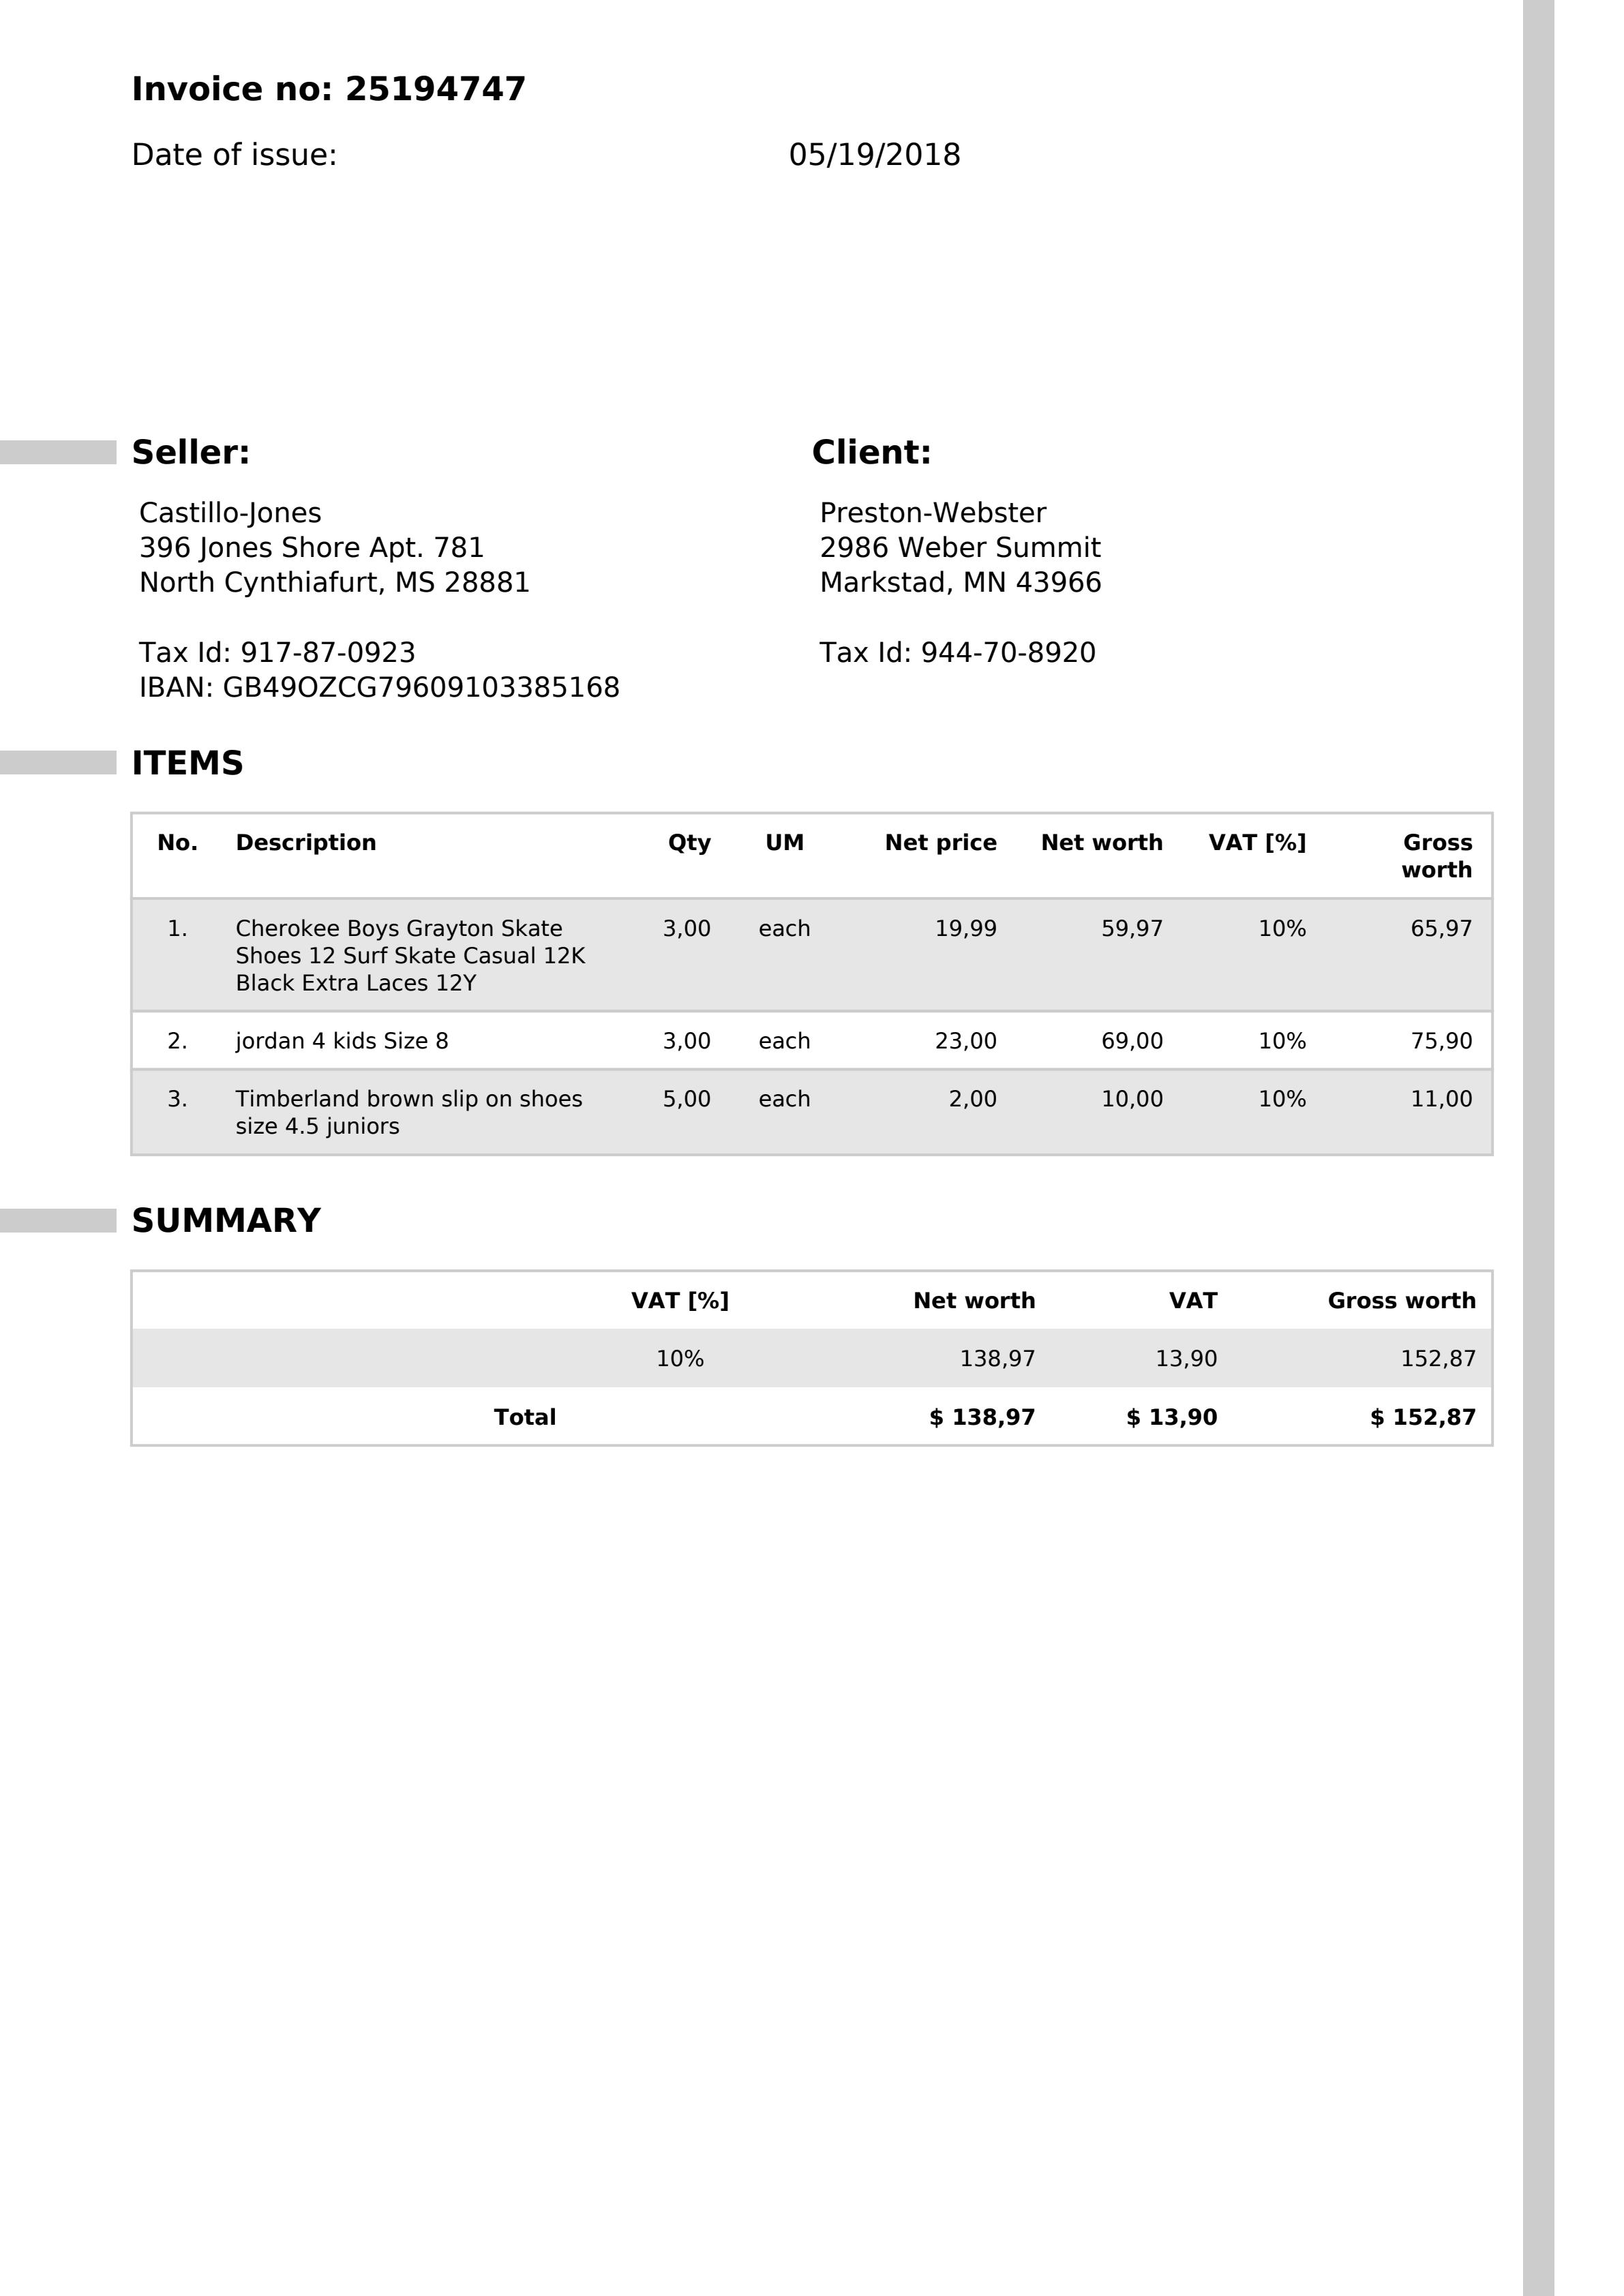 Invoice no: 25194747
Date of issue: 05/19/2018
Seller:
Castillo-Jones
396 Jones Shore Apt. 781
North Cynthiafurt, MS 28881
Tax Id: 917-87-0923
IBAN: GB49OZCG79609103385168
Client:
Preston-Webster
2986 Weber Summit
Markstad, MN 43966
Tax Id: 944-70-8920
ITEMS
No. Description Qty UM Net price Net worth VAT [%] Gross
worth
1. Cherokee Boys Grayton Skate 3,00 each 19,99 59,97 10% 65,97
Shoes 12 Surf Skate Casual 12K
Black Extra Laces 12Y
2. jordan 4 kids Size 8 3,00 each 23,00 69,00 10% 75,90
3. Timberland brown slip on shoes 5,00 each 2,00 10,00 10% 11,00
size 4.5 juniors
SUMMARY
VAT [%] Net worth VAT Gross worth
10% 138,97 13,90 152,87
Total $ 138,97 $ 13,90 $ 152,87